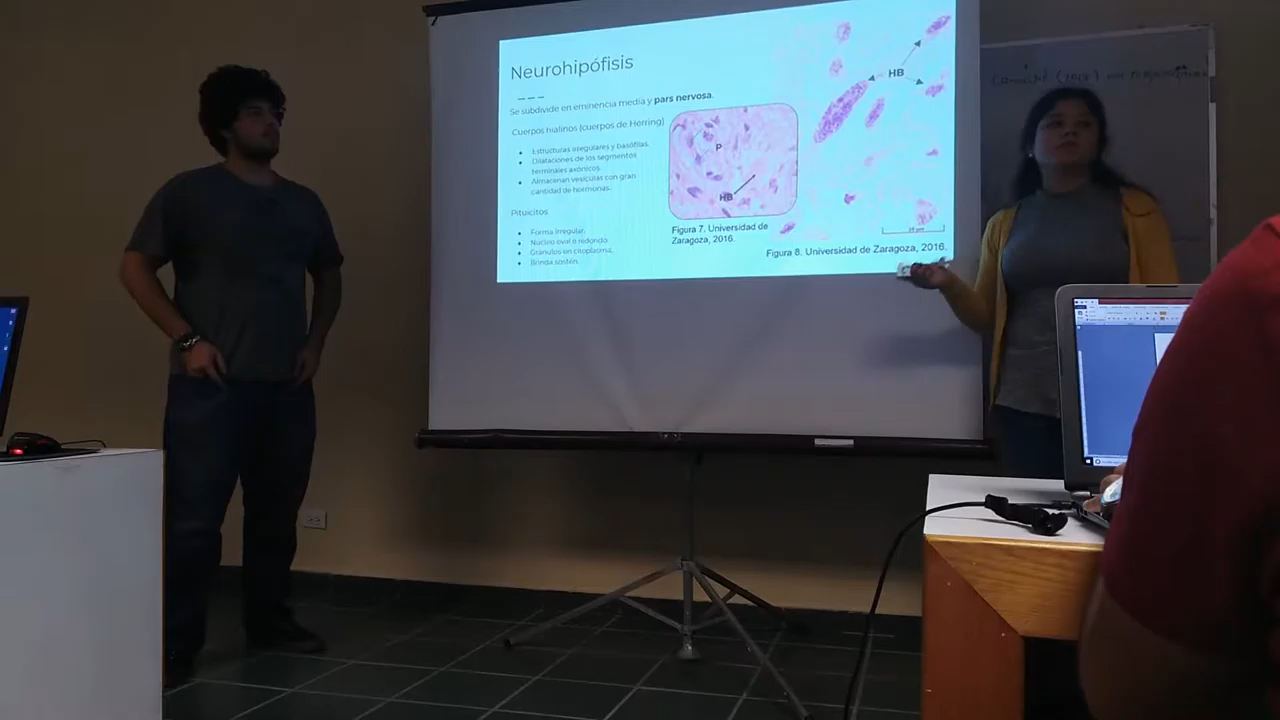 Neurohipófisis
Se subdivide en eminencia media y pars nervosa.
Cuerpos hialinos (cuerpos de Herring)
Estructuras irregulares y basófilas.
Dilataciones de los segmentos
terminales axónicos.
Almacenan vesículas con gran
cantidad de hormonas.
Pituicitos
Forma irregular.
Núcleo oval o redondo.
Gránulos en citoplasma.
Brinda sostén.
P
HB
Figura 7. Universidad de
Zaragoza, 2016.
HB
Figura 8. Universidad de Zaragoza, 2016.